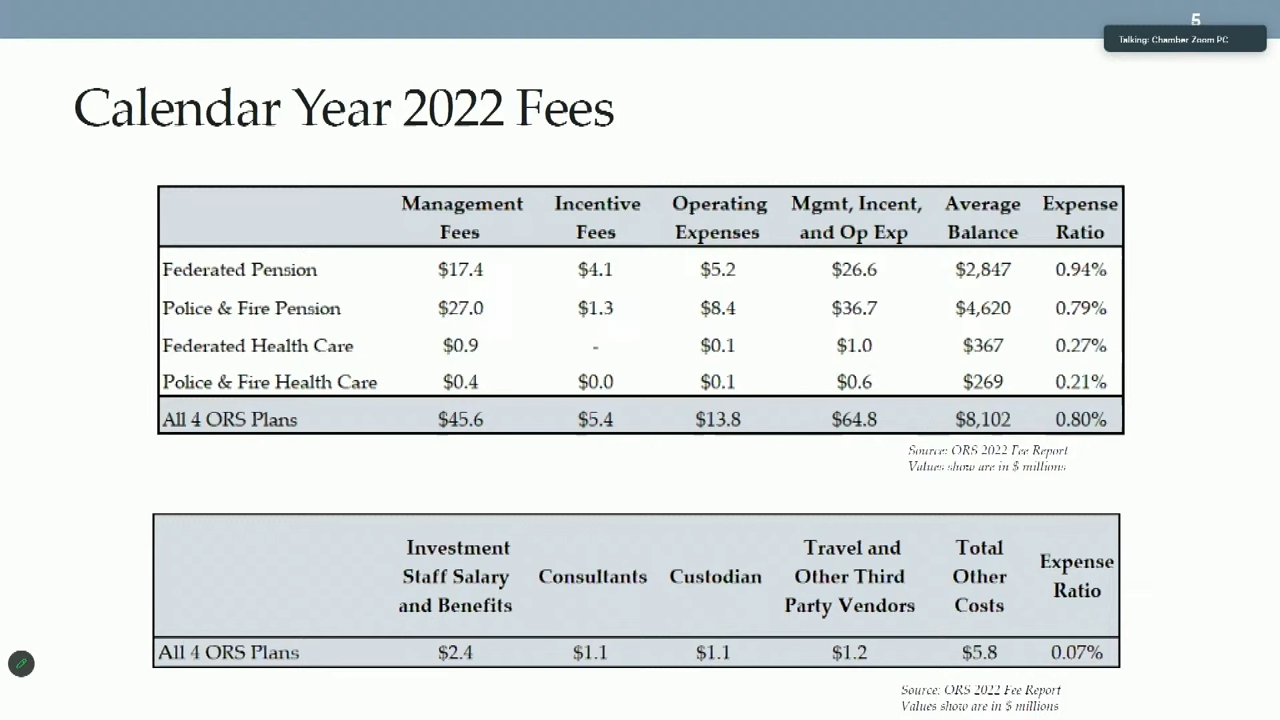 5
Talking: Chamber Zoom PC
Calendar Year 2022 Fees
Management Fees Incentive Fees Operating Expenses Mgmt, Incent, and Op Exp Average Balance Expense Ratio
Federated Pension $17.4 $4.1 $5.2 $26.6 $2,847 0.94%
Police & Fire Pension $27.0 $1.3 $8.4 $36.7 $4,620 0.79%
Federated Health Care $0.9 - $0.1 $1.0 $367 0.27%
Police & Fire Health Care $0.4 $0.0 $0.1 $0.6 $269 0.21%
All 4 ORS Plans $45.6 $5.4 $13.8 $64.8 $8,102 0.80%
Source: ORS 2022 Fee Report
Values show are in $ millions
Investment Staff Salary and Benefits Consultants Custodian Travel and Other Third Party Vendors Total Other Costs Expense Ratio
All 4 ORS Plans $2.4 $1.1 $1.1 $1.2 $5.8 0.07%
Source: ORS 2022 Fee Report
Values show are in $ millions